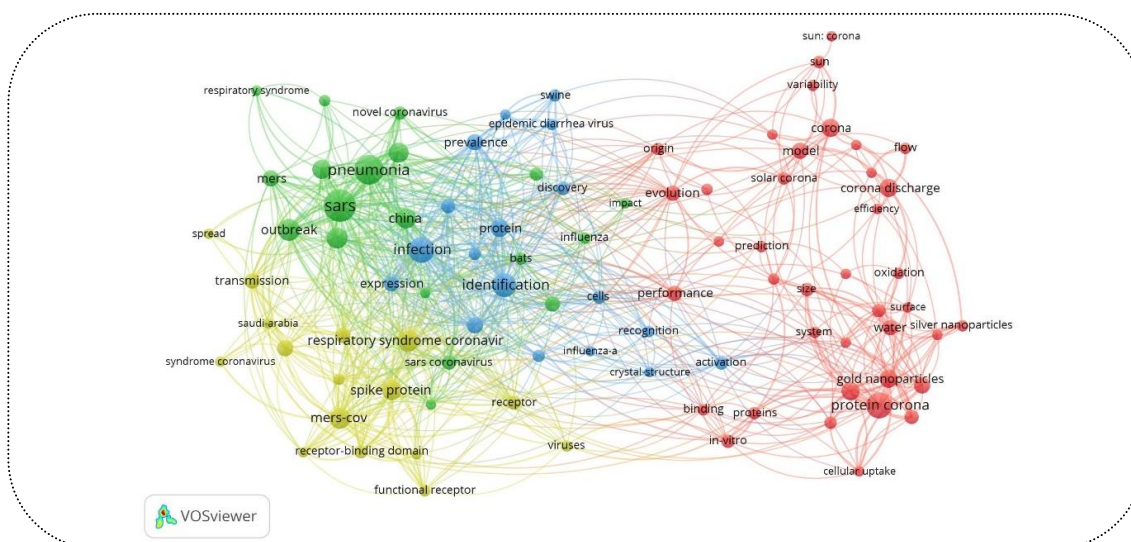 sun: corona
sun
variability
respiratory syndrome
swine
novel coronavirus
epidemic diarrhea virus
corona
prevalence
origin
model
flow
pneumonia
mers
discovery
solar corona
corona discharge
evolution
sars
impact
efficiency
china
outbreak
protein
influenza
spread
infection
prediction
bats
transmission
expression
identification
oxidation
cells
performance
size
saudi-arabia
surface
respiratory syndrome coronavir
recognition
system
water
silver nanoparticles
syndrome coronavirus
sars coronavirus
influenza-a
activation
crystal-structure
gold nanoparticles
spike protein
receptor
binding
proteins
protein corona
mers-cov
in-vitro
receptor-binding domain
viruses
cellular uptake
functional receptor
VOSviewer